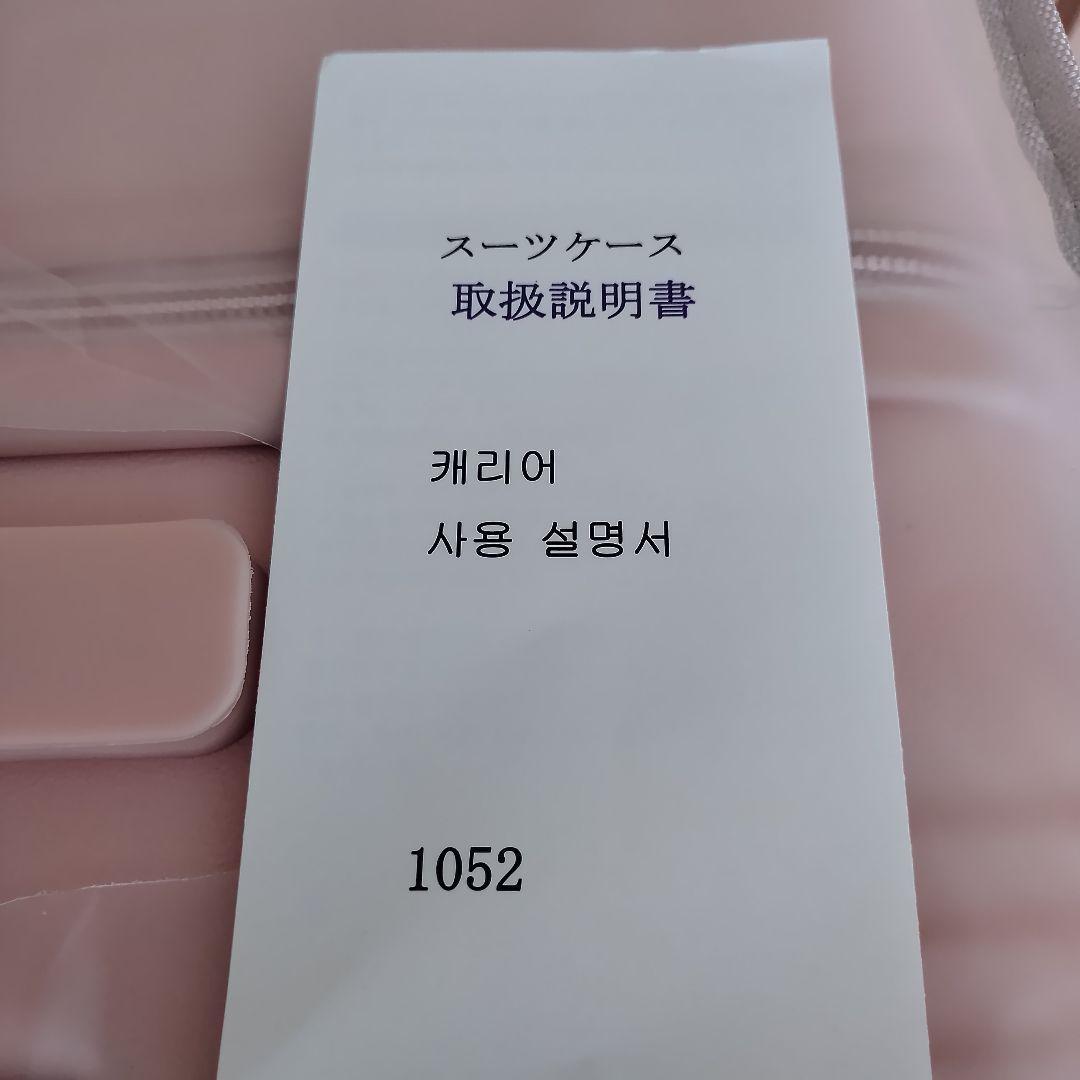 スーツケース
取扱説明書
캐리어
사용 설명서
1052